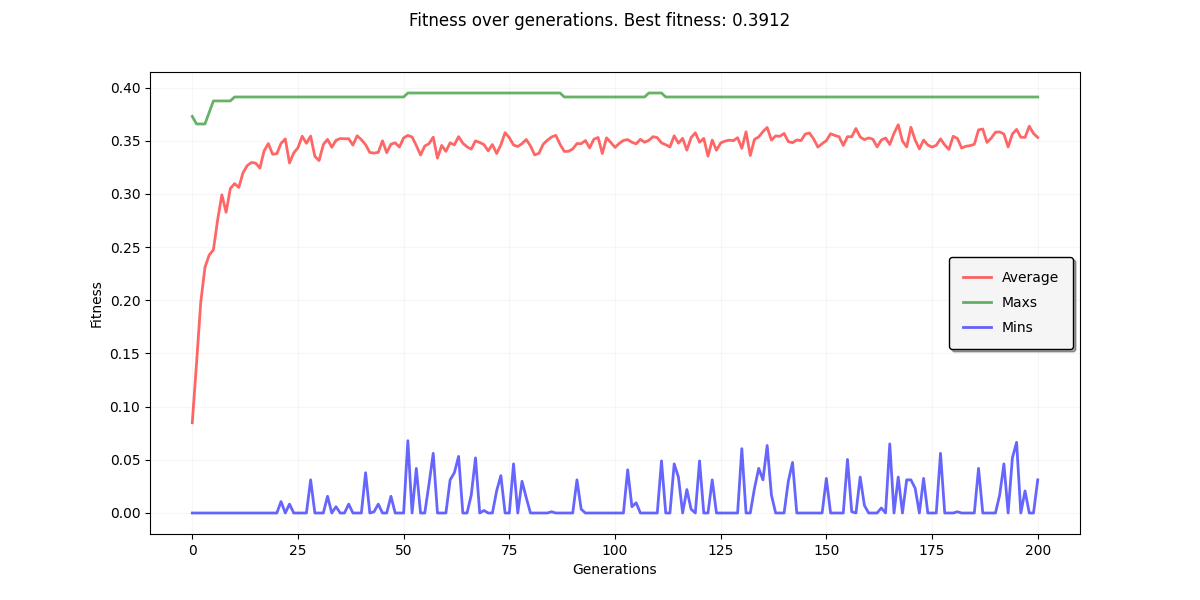 Fitness over generations. Best fitness: 0.3912
0.40
0.35
0.30
0.25
0.20
0.15
0.10
0.05
0.00
Fitness
Average
Maxs
Mins
0 25 50 75 100 125 150 175 200
Generations